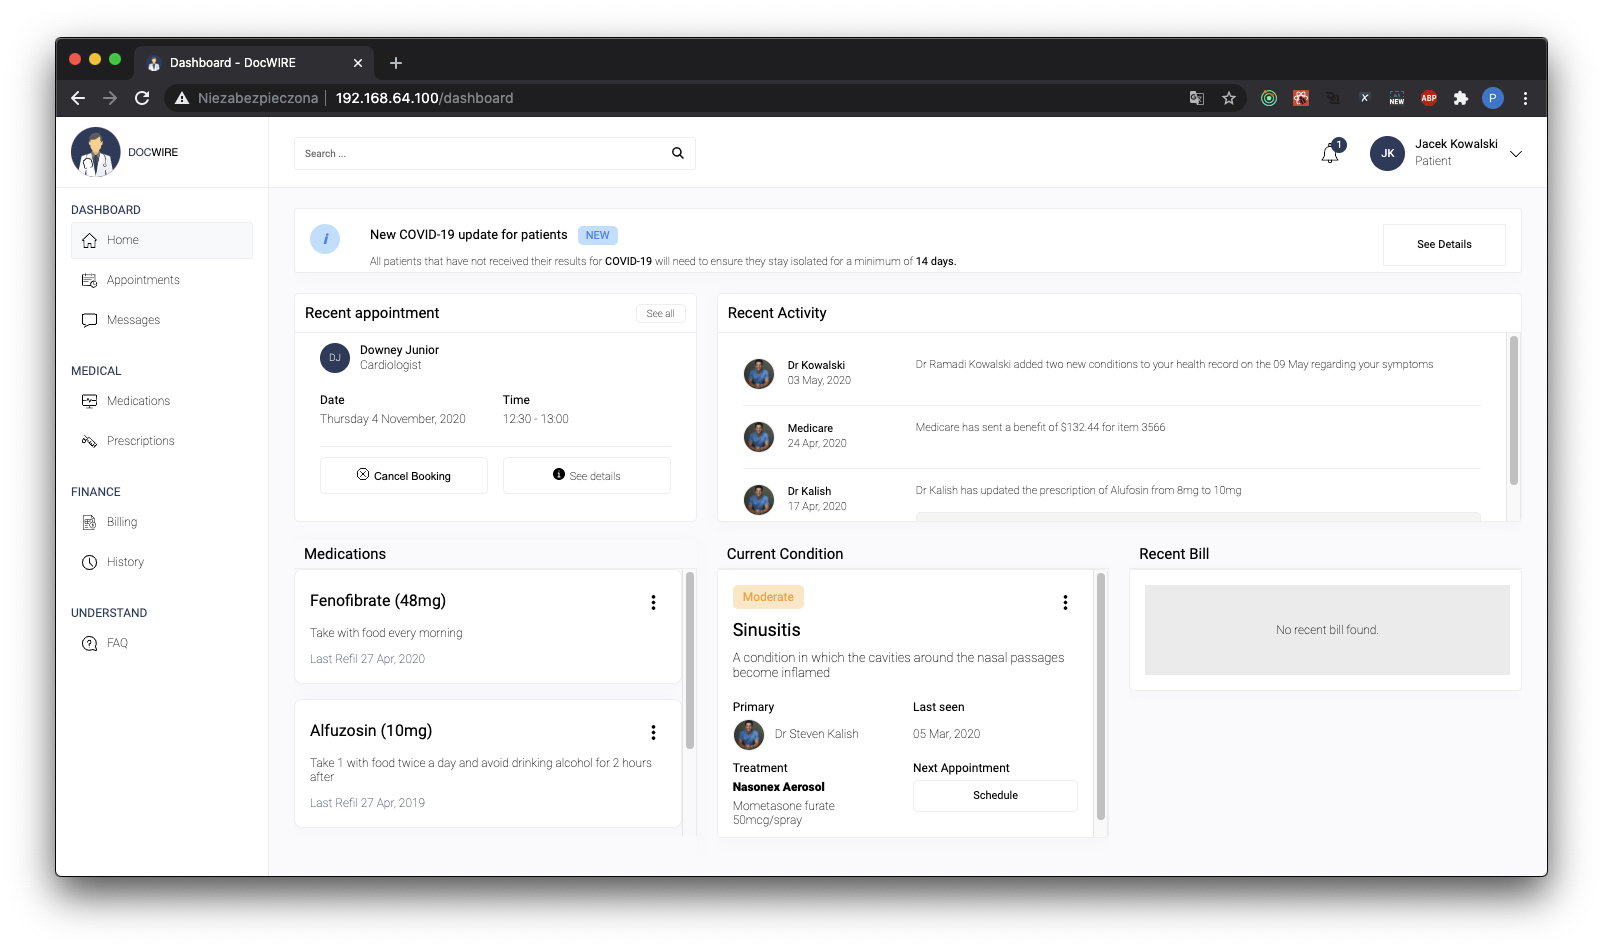 Dashboard - DocWIRE
Niezabezpieczona
192.168.64.100/dashboard
NEW
ABP
P
DOCWIRE
Search ...
1
JK
Jacek Kowalski
Patient
DASHBOARD
Home
Appointments
Messages
MEDICAL
Medications
Prescriptions
FINANCE
Billing
History
UNDERSTAND
FAQ
i
New COVID-19 update for patients
NEW
All patients that have not received their results for COVID-19 will need to ensure they stay isolated for a minimum of 14 days.
See Details
Recent appointment
See all
DJ
Downey Junior
Cardiologist
Date
Time
Thursday 4 November, 2020
12:30 - 13:00
Cancel Booking
See details
Recent Activity
Dr Kowalski
03 May, 2020
Dr Ramadi Kowalski added two new conditions to your health record on the 09 May regarding your symptoms
Medicare
24 Apr, 2020
Medicare has sent a benefit of $132.44 for item 3566
Dr Kalish
17 Apr, 2020
Dr Kalish has updated the prescription of Alufosin from 8mg to 10mg
Medications
Fenofibrate (48mg)
Take with food every morning
Last Refil 27 Apr, 2020
Alfuzosin (10mg)
Take 1 with food twice a day and avoid drinking alcohol for 2 hours
after
Last Refil 27 Apr, 2019
Current Condition
Moderate
Sinusitis
A condition in which the cavities around the nasal passages
become inflamed
Primary
Last seen
Dr Steven Kalish
05 Mar, 2020
Treatment
Next Appointment
Nasonex Aerosol
Mometasone furate
50mcg/spray
Schedule
Recent Bill
No recent bill found.